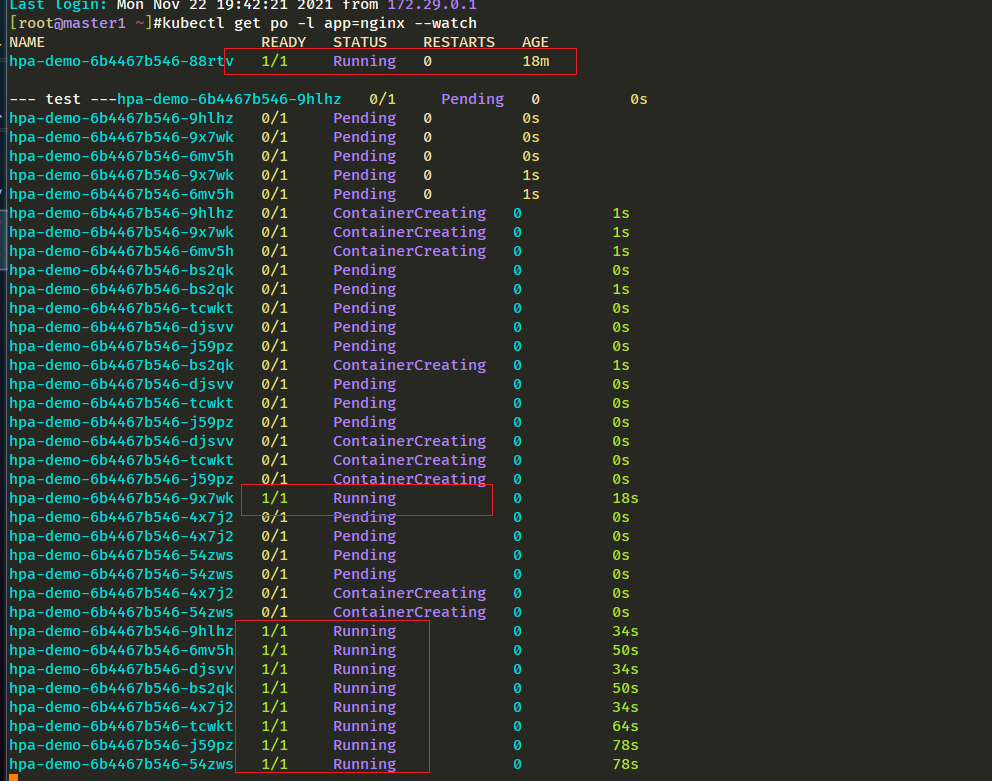 Last login: Mon Nov 22 19:42:21 2021 from 172.29.0.1
[root@master1 ~]#kubectl get po -l app=nginx --watch
NAME READY STATUS RESTARTS AGE
hpa-demo-6b4467b546-88rtv 1/1 Running 0 18m
--- test ---hpa-demo-6b4467b546-9hlhz 0/1 Pending 0 0s
hpa-demo-6b4467b546-9hlhz 0/1 Pending 0 0s
hpa-demo-6b4467b546-9x7wk 0/1 Pending 0 0s
hpa-demo-6b4467b546-6mv5h 0/1 Pending 0 0s
hpa-demo-6b4467b546-9x7wk 0/1 Pending 0 1s
hpa-demo-6b4467b546-6mv5h 0/1 Pending 0 1s
hpa-demo-6b4467b546-9hlhz 0/1 ContainerCreating 0 1s
hpa-demo-6b4467b546-9x7wk 0/1 ContainerCreating 0 1s
hpa-demo-6b4467b546-6mv5h 0/1 ContainerCreating 0 1s
hpa-demo-6b4467b546-bs2qk 0/1 Pending 0 0s
hpa-demo-6b4467b546-bs2qk 0/1 Pending 0 1s
hpa-demo-6b4467b546-tcwkt 0/1 Pending 0 0s
hpa-demo-6b4467b546-djsvv 0/1 Pending 0 0s
hpa-demo-6b4467b546-j59pz 0/1 Pending 0 0s
hpa-demo-6b4467b546-bs2qk 0/1 ContainerCreating 0 1s
hpa-demo-6b4467b546-djsvv 0/1 Pending 0 0s
hpa-demo-6b4467b546-tcwkt 0/1 Pending 0 0s
hpa-demo-6b4467b546-j59pz 0/1 Pending 0 0s
hpa-demo-6b4467b546-djsvv 0/1 ContainerCreating 0 0s
hpa-demo-6b4467b546-tcwkt 0/1 ContainerCreating 0 0s
hpa-demo-6b4467b546-j59pz 0/1 ContainerCreating 0 0s
hpa-demo-6b4467b546-9x7wk 1/1 Running 0 18s
hpa-demo-6b4467b546-4x7j2 0/1 Pending 0 0s
hpa-demo-6b4467b546-4x7j2 0/1 Pending 0 0s
hpa-demo-6b4467b546-54zws 0/1 Pending 0 0s
hpa-demo-6b4467b546-54zws 0/1 Pending 0 0s
hpa-demo-6b4467b546-4x7j2 0/1 ContainerCreating 0 0s
hpa-demo-6b4467b546-54zws 0/1 ContainerCreating 0 0s
hpa-demo-6b4467b546-9hlhz 1/1 Running 0 34s
hpa-demo-6b4467b546-6mv5h 1/1 Running 0 50s
hpa-demo-6b4467b546-djsvv 1/1 Running 0 34s
hpa-demo-6b4467b546-bs2qk 1/1 Running 0 50s
hpa-demo-6b4467b546-4x7j2 1/1 Running 0 34s
hpa-demo-6b4467b546-tcwkt 1/1 Running 0 64s
hpa-demo-6b4467b546-j59pz 1/1 Running 0 78s
hpa-demo-6b4467b546-54zws 1/1 Running 0 78s